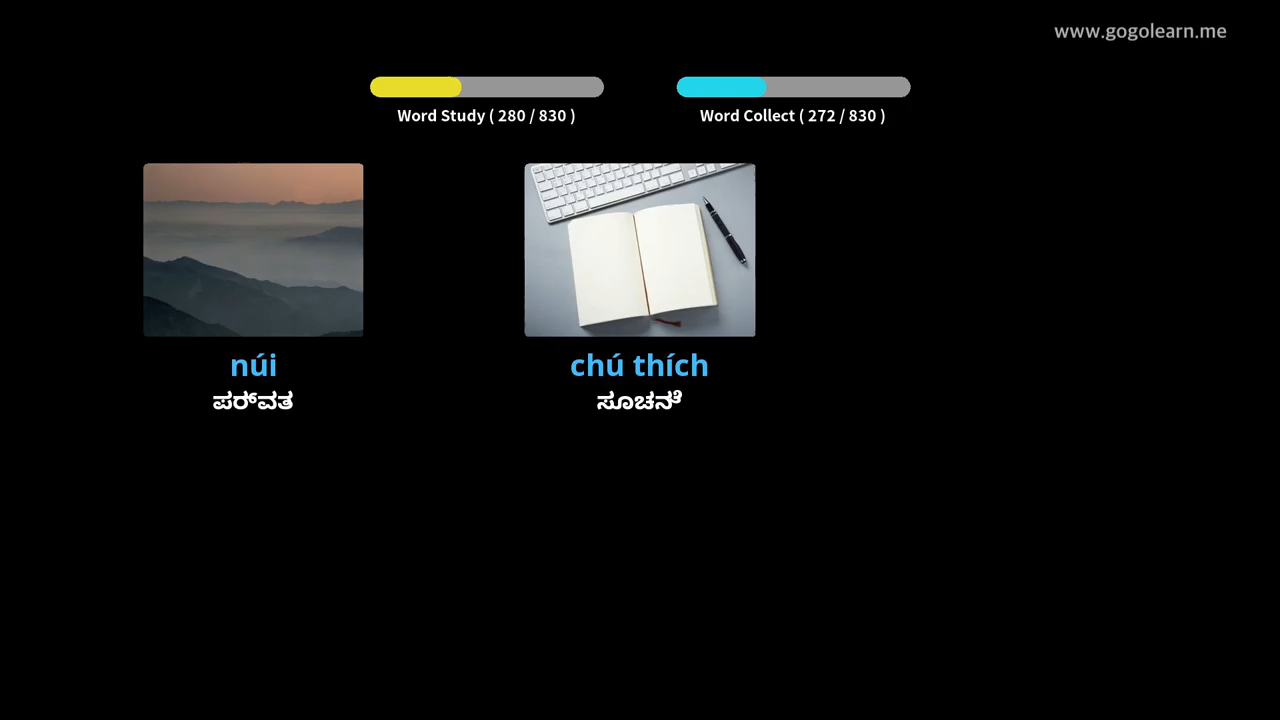 www.gogolearn.me
Word Study ( 280 / 830 )
Word Collect ( 272 / 830 )
núi
ಪರ್ವತ
chú thích
ಸೂಚನೆ